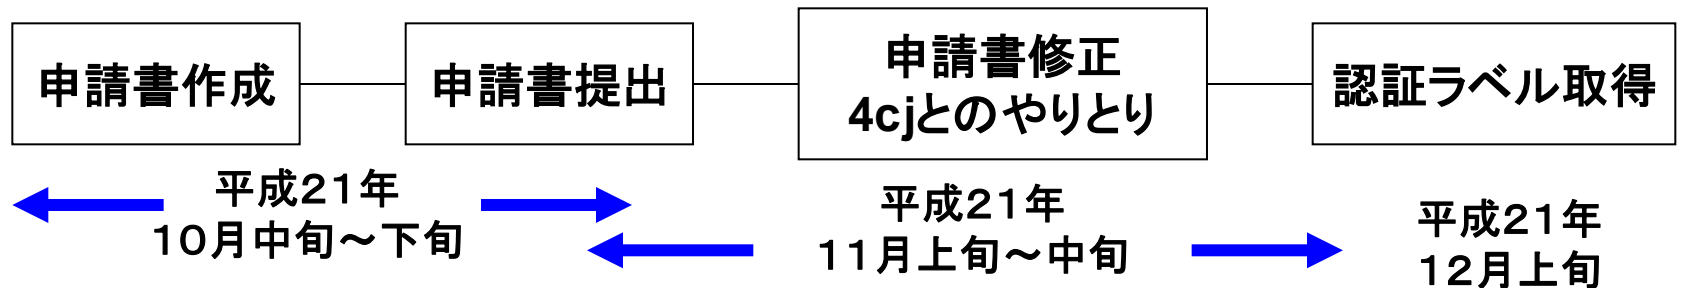 申請書作成
申請書提出
申請書修正
4cjとのやりとり
認証ラベル取得
平成２１年
１０月中旬～下旬
平成２１年
１１月上旬～中旬
平成２１年
１２月上旬